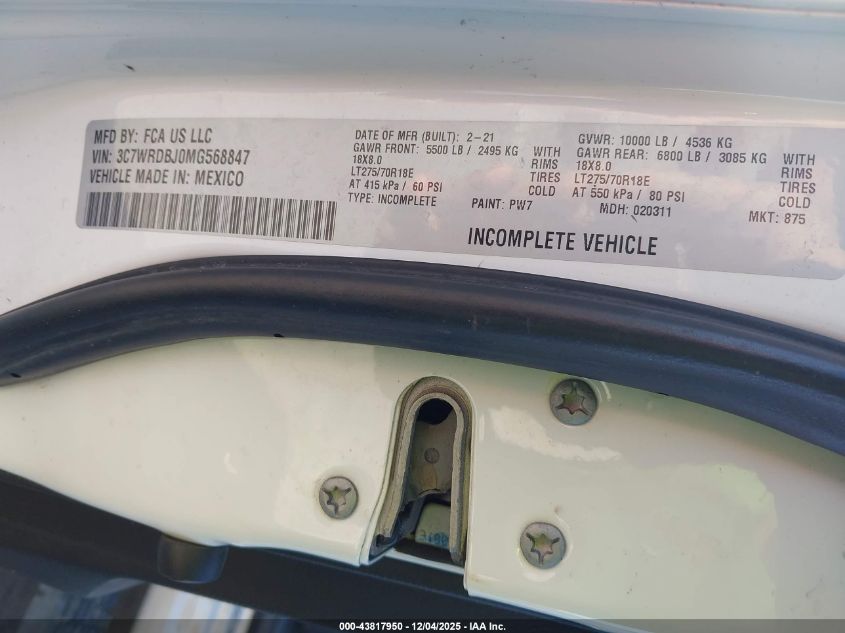 MFD BY: FCA US LLC
VIN: 3C7WRDBJ0MG568847
VEHICLE MADE IN: MEXICO
DATE OF MFR (BUILT): 2-21
GAWR FRONT: 5500 LB / 2495 KG WITH
18X8.0 RIMS
LT275/70R18E TIRES
AT 415 kPa / 60 PSI COLD
TYPE: INCOMPLETE PAINT: PW7
GVWR: 10000 LB / 4536 KG
GAWR REAR: 6800 LB / 3085 KG WITH
18X8.0 RIMS
LT275/70R18E TIRES
AT 550 kPa / 80 PSI COLD
MDH: 020311 MKT: 875
INCOMPLETE VEHICLE
000-43817950 - 12/04/2025 - IAA Inc.